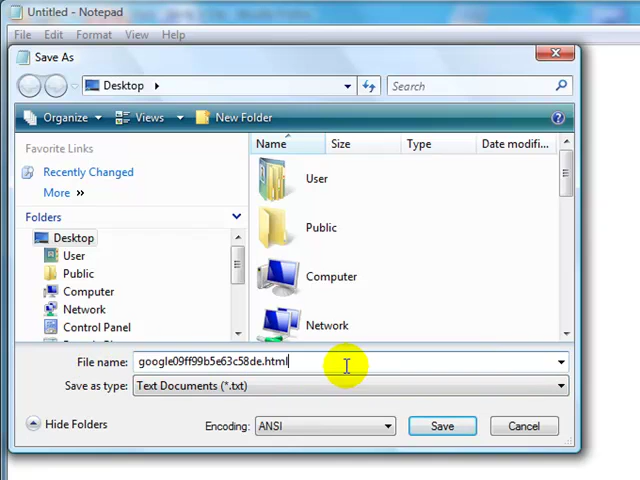 Untitled - Notepad
File Edit Format View Help
Save As
Desktop
Search
Organize Views New Folder
Favorite Links
Recently Changed
More »
Folders
Desktop
User
Public
Computer
Network
Control Panel
Name Size Type Date modifi...
User
Public
Computer
Network
File name: google09ff99b5e63c58de.html
Save as type: Text Documents (*.txt)
Hide Folders
Encoding: ANSI
Save
Cancel